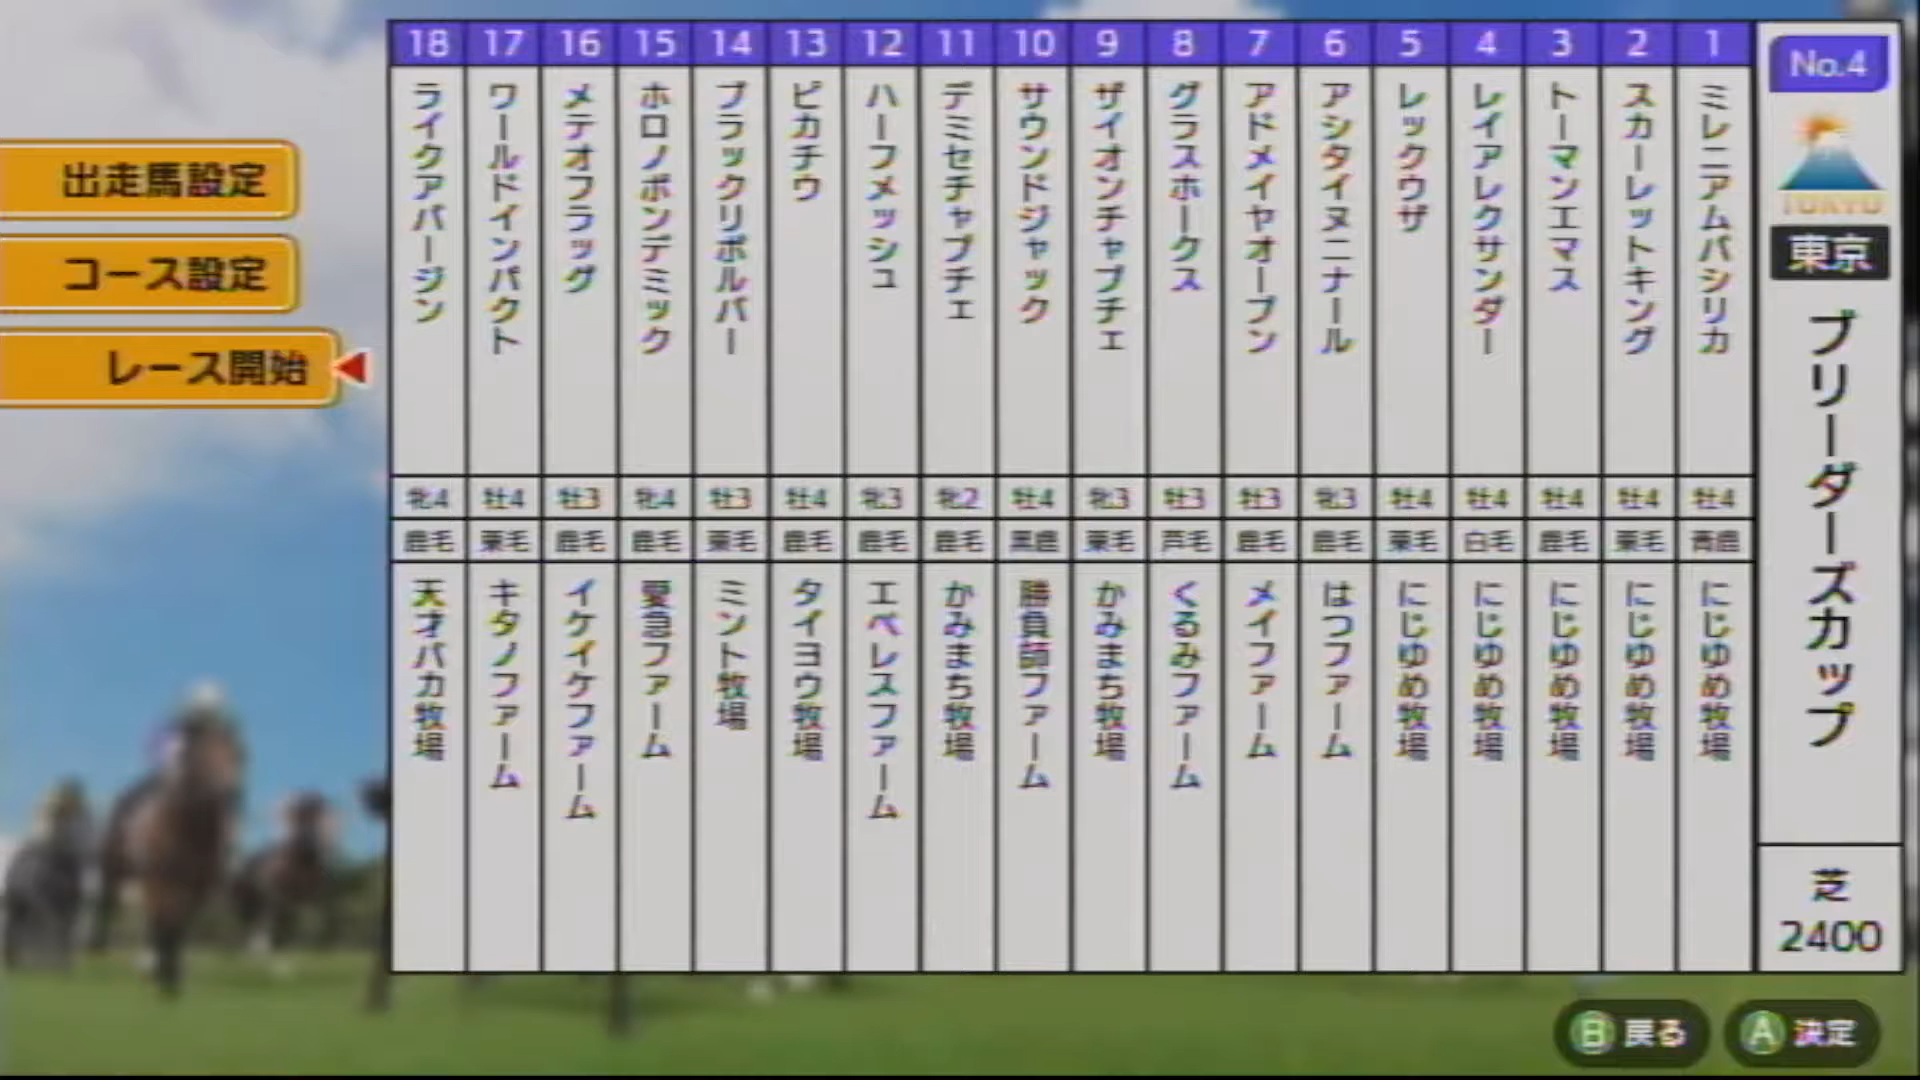 出走馬設定
コース設定
レース開始
No.4
TOKYO
東京
ブリーダーズカップ
芝
2400
1
ミレニアムバシリカ
牡4
青鹿
にじゆめ牧場
2
スカーレットキング
牡4
栗毛
にじゆめ牧場
3
トーマンエマス
牡4
鹿毛
にじゆめ牧場
4
レイアレクサンダー
牡4
白毛
にじゆめ牧場
5
レックウザ
牡4
栗毛
にじゆめ牧場
6
アシタイヌニナール
牝3
鹿毛
はつファーム
7
アドメイヤオーブン
牡3
鹿毛
メイファーム
8
グラスホークス
牡3
芦毛
くるみファーム
9
ザイオンチャプチェ
牝3
栗毛
かみまち牧場
10
サウンドジャック
牡4
黒鹿
勝負師ファーム
11
デミセチャプチェ
牝2
鹿毛
かみまち牧場
12
ハーフメッシュ
牝3
鹿毛
エベレスファーム
13
ピカチウ
牡4
鹿毛
タイヨウ牧場
14
ブラックリボルバー
牡3
栗毛
ミント牧場
15
ホロノポンデミック
牝4
鹿毛
愛急ファーム
16
メテオフラッグ
牡3
鹿毛
イケイケファーム
17
ワールドインパクト
牡4
栗毛
キタノファーム
18
ライクアバージン
牝4
鹿毛
天才バカ牧場
B 戻る
A 決定